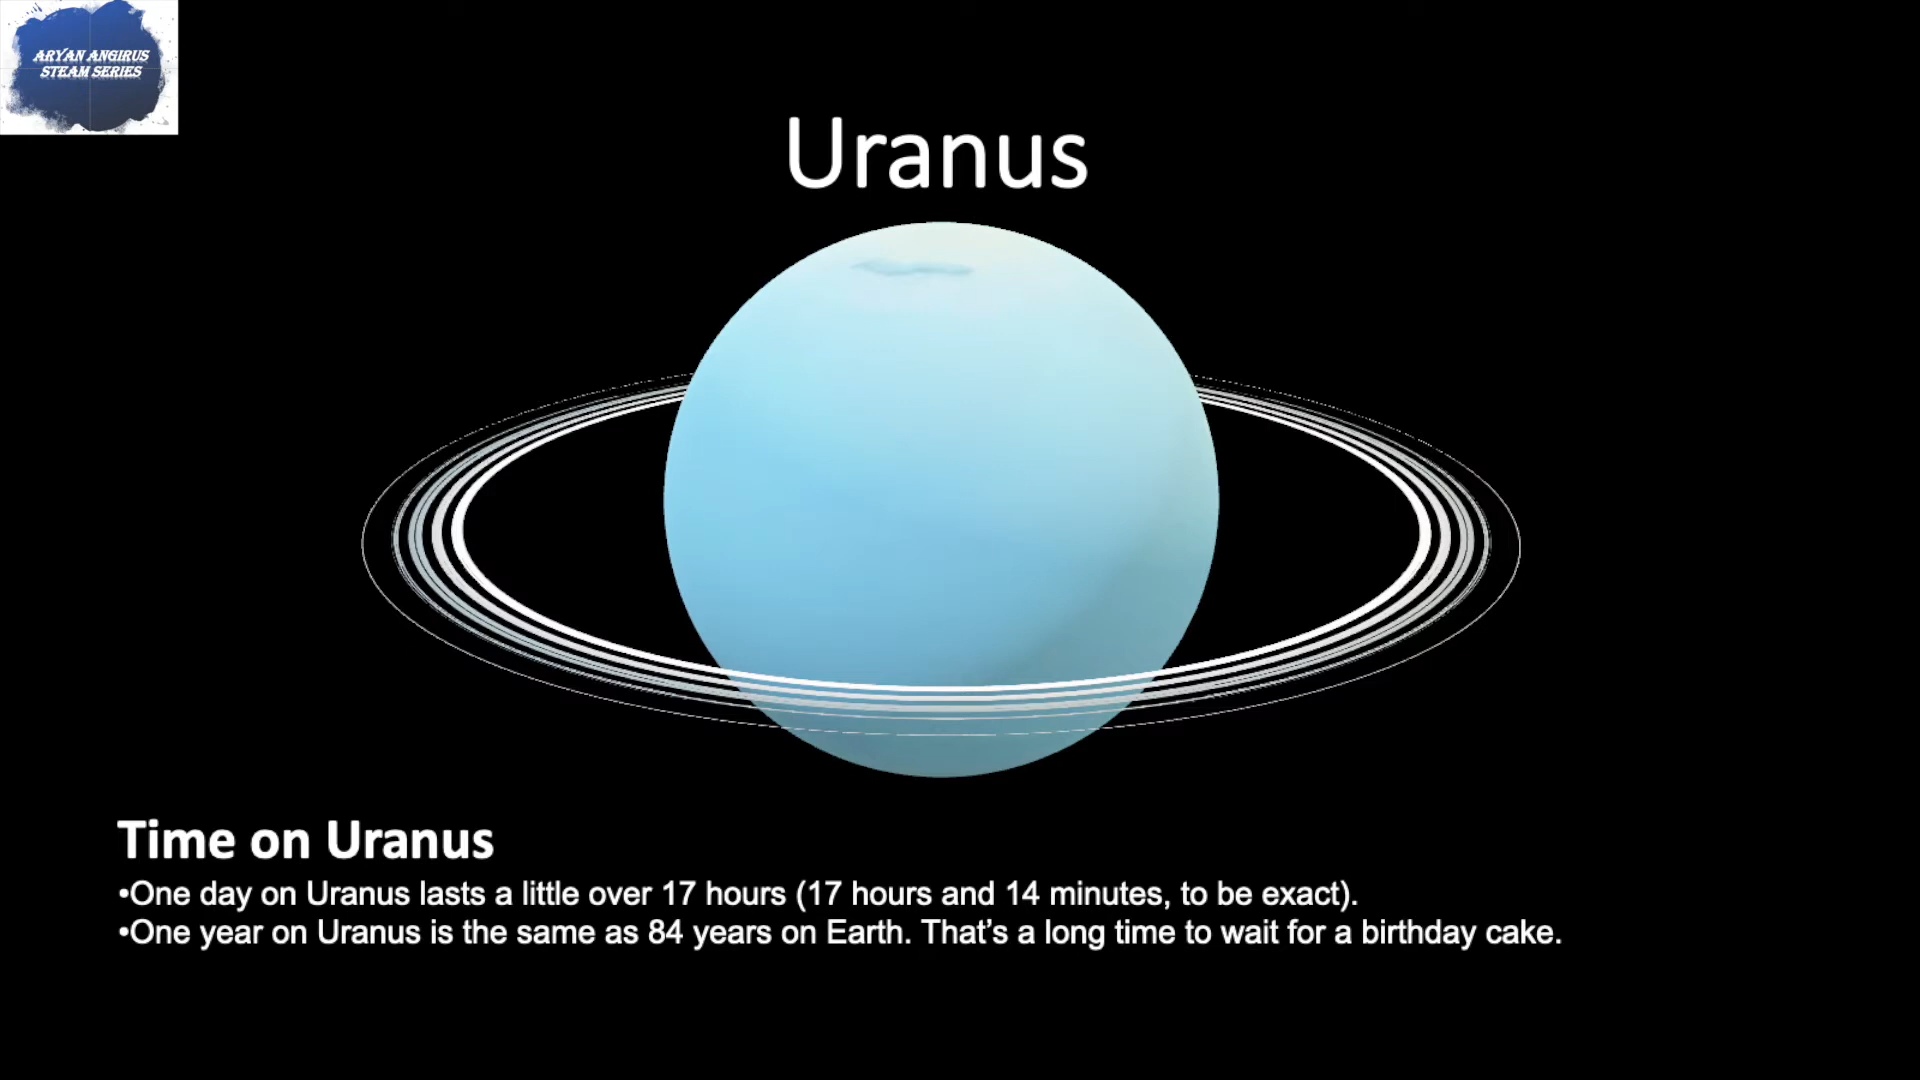 ARYAN ANGIRUS
STEAM SERIES
Uranus
Time on Uranus
•One day on Uranus lasts a little over 17 hours (17 hours and 14 minutes, to be exact).
•One year on Uranus is the same as 84 years on Earth. That’s a long time to wait for a birthday cake.